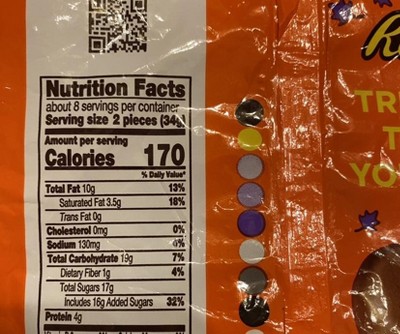 Nutrition Facts
about 8 servings per container
Serving size 2 pieces (34g)
Amount per serving
Calories 170
% Daily Value*
Total Fat 10g 13%
Saturated Fat 3.5g 18%
Trans Fat 0g
Cholesterol 0mg 0%
Sodium 130mg 6%
Total Carbohydrate 19g 7%
Dietary Fiber 1g 4%
Total Sugars 17g
Includes 16g Added Sugars 32%
Protein 4g
TR
T
YO